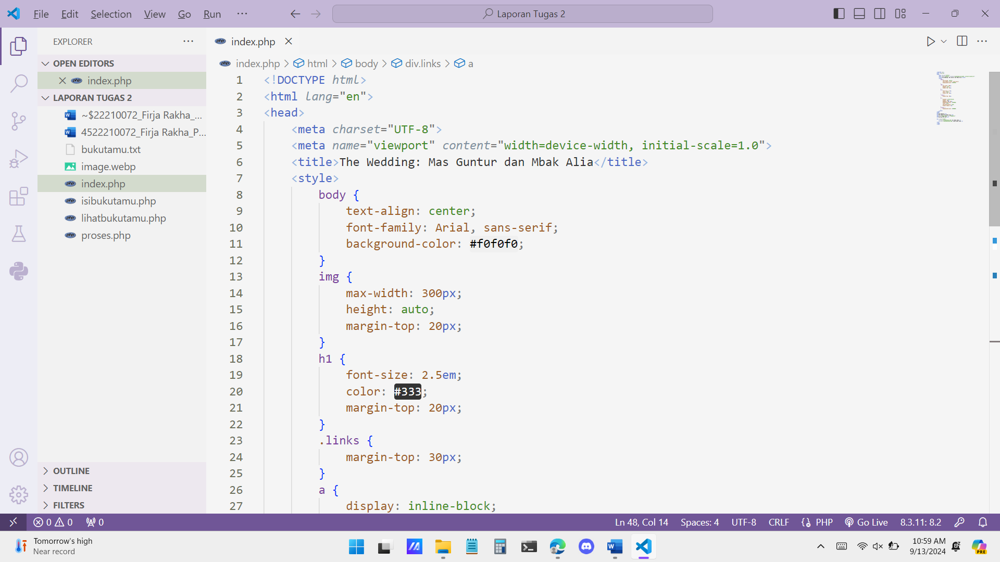 File Edit Selection View Go Run ···
Laporan Tugas 2
EXPLORER
OPEN EDITORS
index.php
LAPORAN TUGAS 2
~$22210072_Firja Rakha_...
4522210072_Firja Rakha_P...
bukutamu.txt
image.webp
index.php
isibukutamu.php
lihatbukutamu.php
proses.php
OUTLINE
TIMELINE
FILTERS
index.php
index.php > html > body > div.links > a
1 <!DOCTYPE html>
2 <html lang="en">
3 <head>
4 <meta charset="UTF-8">
5 <meta name="viewport" content="width=device-width, initial-scale=1.0">
6 <title>The Wedding: Mas Guntur dan Mbak Alia</title>
7 <style>
8 body {
9 text-align: center;
10 font-family: Arial, sans-serif;
11 background-color: #f0f0f0;
12 }
13 img {
14 max-width: 300px;
15 height: auto;
16 margin-top: 20px;
17 }
18 h1 {
19 font-size: 2.5em;
20 color: #333;
21 margin-top: 20px;
22 }
23 .links {
24 margin-top: 30px;
25 }
26 a {
27 display: inline-block;
0 0 0
Ln 48, Col 14 Spaces: 4 UTF-8 CRLF PHP Go Live 8.3.11: 8.2
Tomorrow's high
Near record
10:59 AM
9/13/2024
PRE